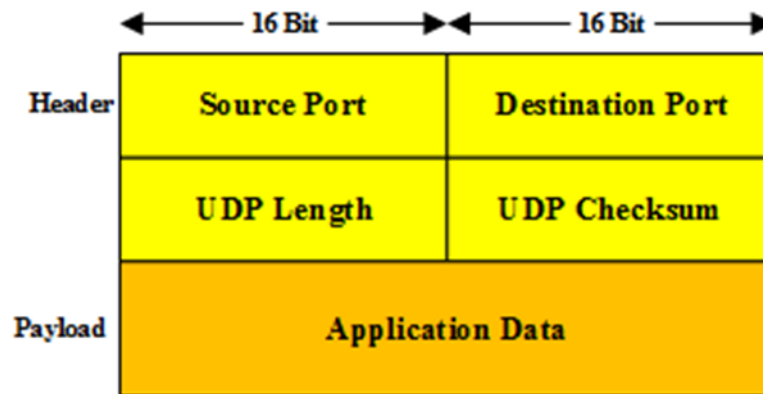 16 Bit 16 Bit
Header Source Port Destination Port
UDP Length UDP Checksum
Payload Application Data